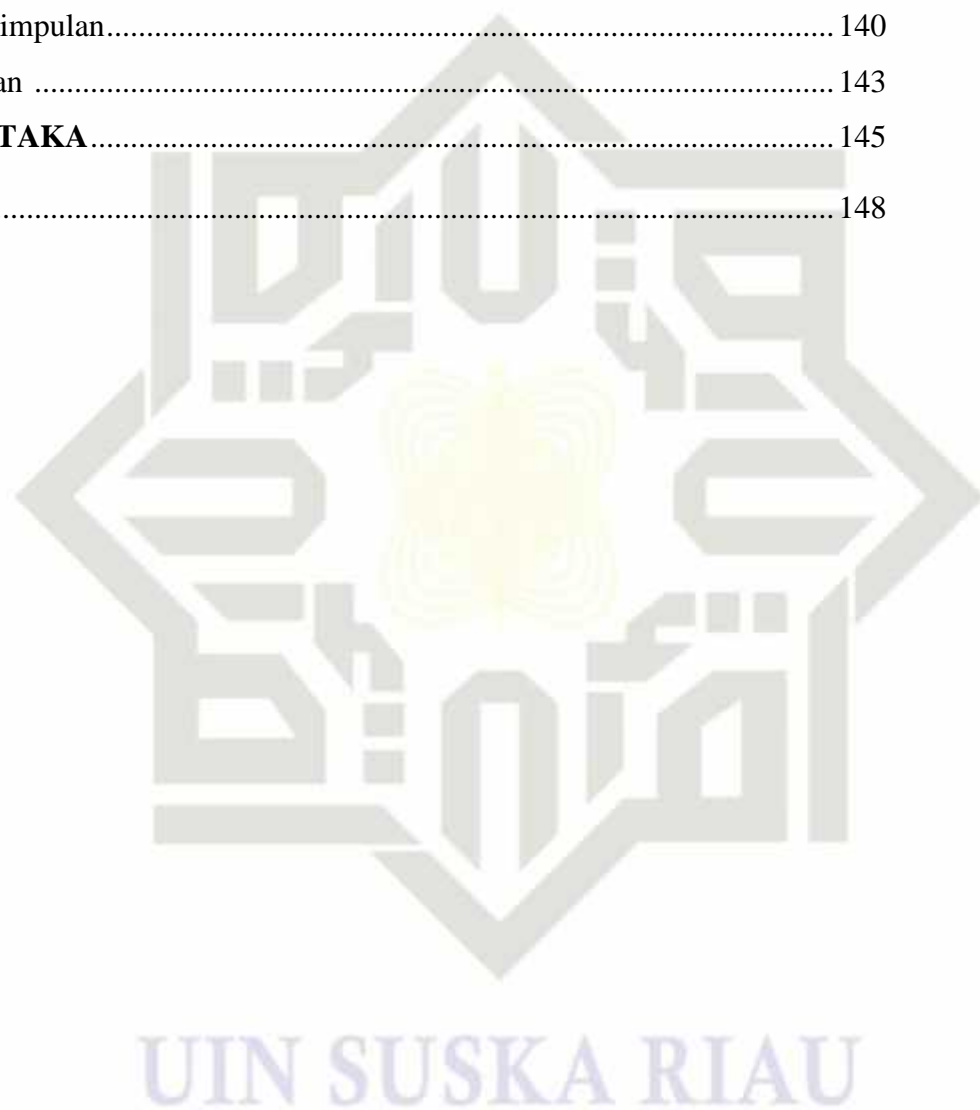 impulan........................................................................................ 140
an ................................................................................................ 143
TAKA.......................................................................................... 145
.................................................................................................... 148
UIN SUSKA RIAU